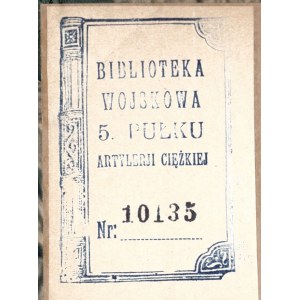 BIBLIOTEKA
WOJSKOWA
5. PUŁKU
ARTYLERJI CIĘŻKIEJ
Nr: 10135